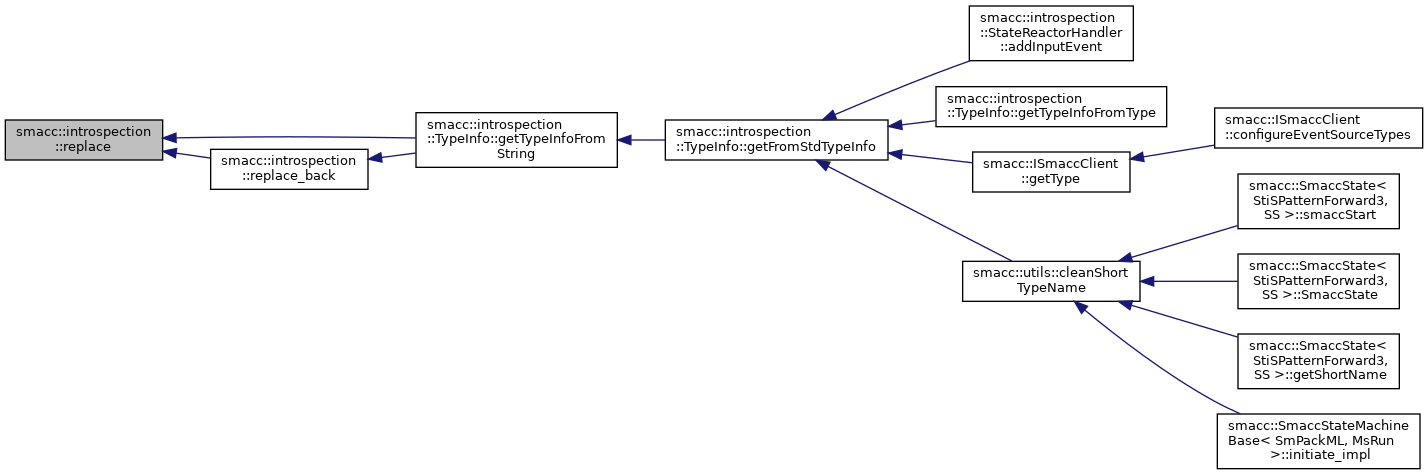 smacc::introspection
::replace
smacc::introspection
::replace_back
smacc::introspection
::TypeInfo::getTypeInfoFrom
String
smacc::introspection
::TypeInfo::getFromStdTypeInfo
smacc::introspection
::StateReactorHandler
::addInputEvent
smacc::introspection
::TypeInfo::getTypeInfoFromType
smacc::ISmaccClient
::getType
smacc::ISmaccClient
::configureEventSourceTypes
smacc::utils::cleanShort
TypeName
smacc::SmaccState<
StiSPatternForward3,
SS >::smaccStart
smacc::SmaccState<
StiSPatternForward3,
SS >::SmaccState
smacc::SmaccState<
StiSPatternForward3,
SS >::getShortName
smacc::SmaccStateMachine
Base< SmPackML, MsRun
>::initiate_impl